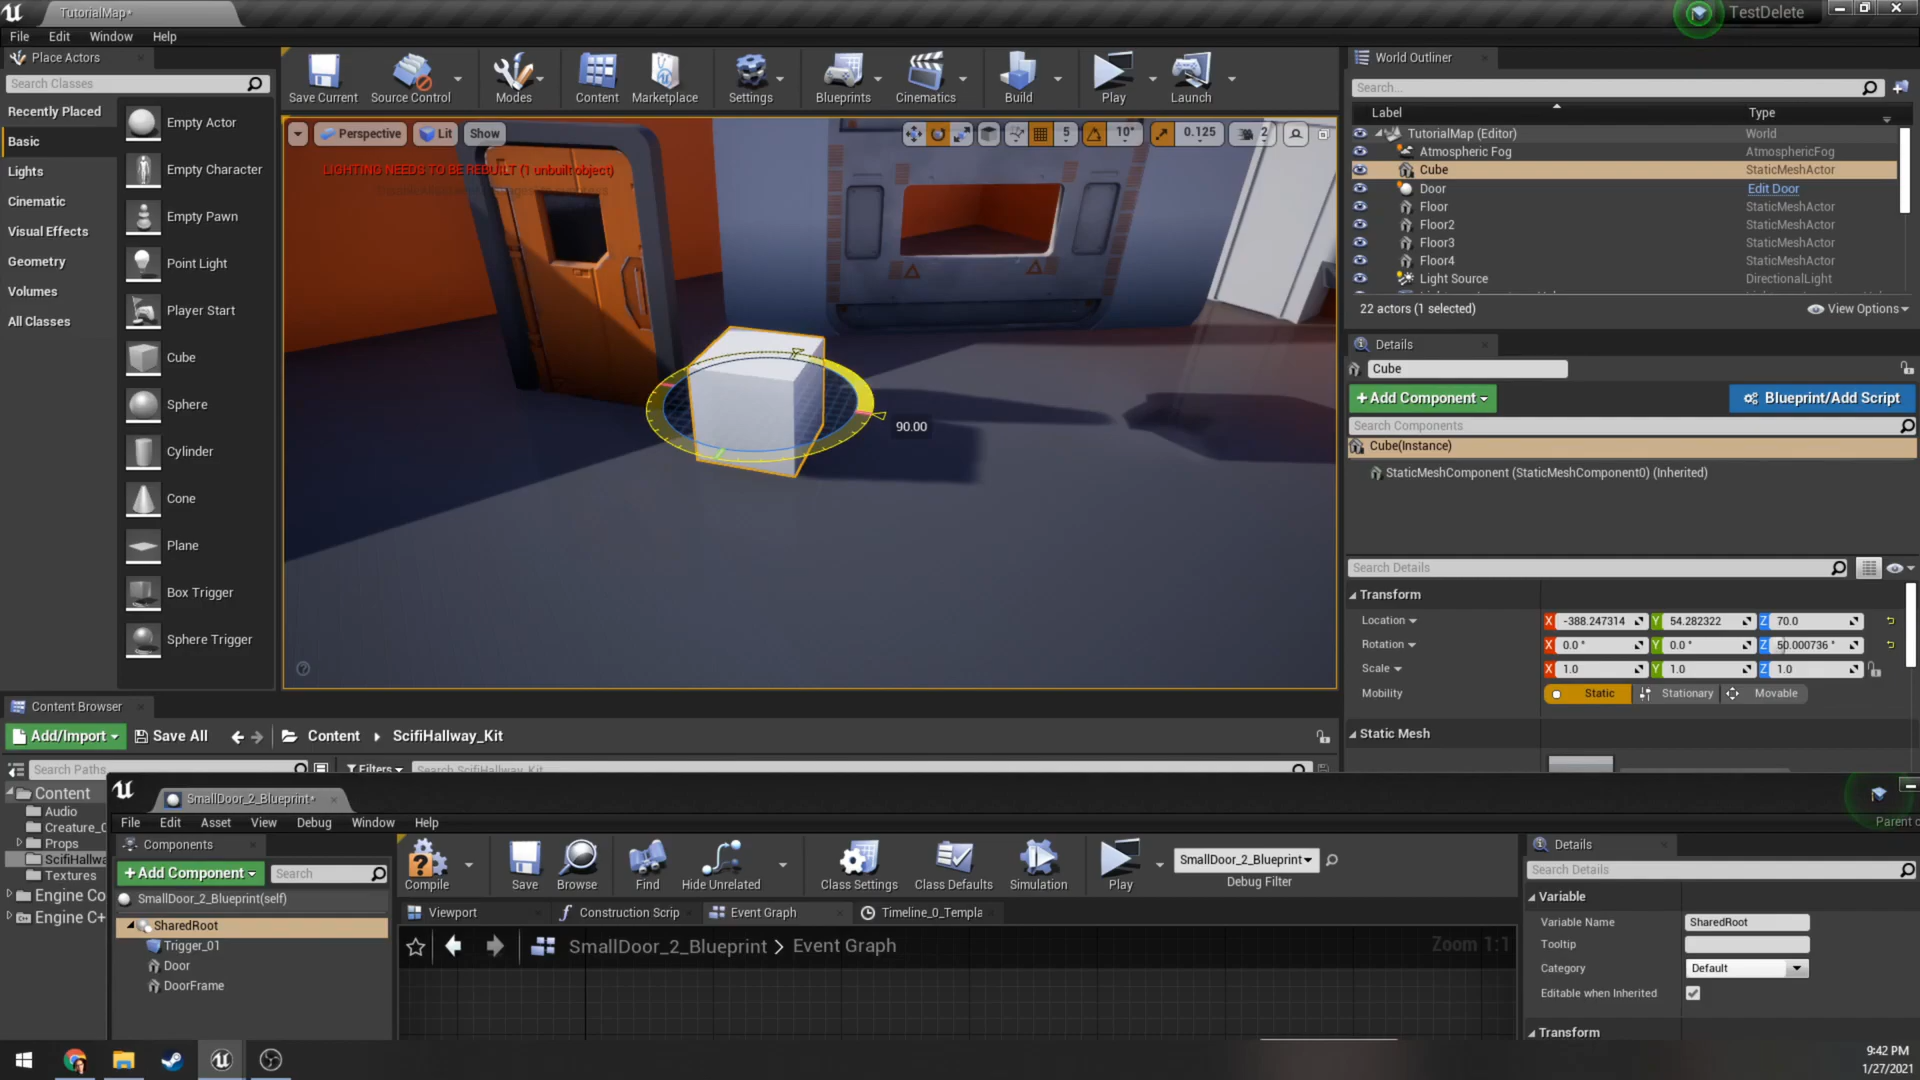 TutorialMap*
TestDelete
File Edit Window Help
Place Actors
Search Classes
Recently Placed
Basic
Lights
Cinematic
Visual Effects
Geometry
Volumes
All Classes
Empty Actor
Empty Character
Empty Pawn
Point Light
Player Start
Cube
Sphere
Cylinder
Cone
Plane
Box Trigger
Sphere Trigger
Save Current Source Control Modes Content Marketplace Settings Blueprints Cinematics Build Play Launch
Perspective Lit Show
5 10° 0.125 2
LIGHTING NEEDS TO BE REBUILT (1 unbuilt object)
90.00
World Outliner
Search...
Label Type
TutorialMap (Editor) World
Atmospheric Fog AtmosphericFog
Cube StaticMeshActor
Door Edit Door
Floor StaticMeshActor
Floor2 StaticMeshActor
Floor3 StaticMeshActor
Floor4 StaticMeshActor
Light Source DirectionalLight
22 actors (1 selected) View Options
Details
Cube
+Add Component Blueprint/Add Script
Search Components
Cube(Instance)
StaticMeshComponent (StaticMeshComponent0) (Inherited)
Search Details
Transform
Location X -388.247314 Y 54.282322 Z 70.0
Rotation X 0.0 ° Y 0.0 ° Z 50.000736 °
Scale X 1.0 Y 1.0 Z 1.0
Mobility Static Stationary Movable
Static Mesh
Content Browser
Add/Import Save All Content ScifiHallway_Kit
Search Paths Filters Search ScifiHallway_Kit
Content
Audio
Creature_0
Props
ScifiHallwa
Textures
Engine Co
Engine C+
SmallDoor_2_Blueprint*
Parent c
File Edit Asset View Debug Window Help
Components
+Add Component Search
SmallDoor_2_Blueprint(self)
SharedRoot
Trigger_01
Door
DoorFrame
Compile Save Browse Find Hide Unrelated Class Settings Class Defaults Simulation Play
SmallDoor_2_Blueprint
Debug Filter
Viewport Construction Scrip Event Graph Timeline_0_Templa
SmallDoor_2_Blueprint > Event Graph Zoom 1:1
Details
Search Details
Variable
Variable Name SharedRoot
Tooltip
Category Default
Editable when Inherited
Transform
9:42 PM
1/27/2021